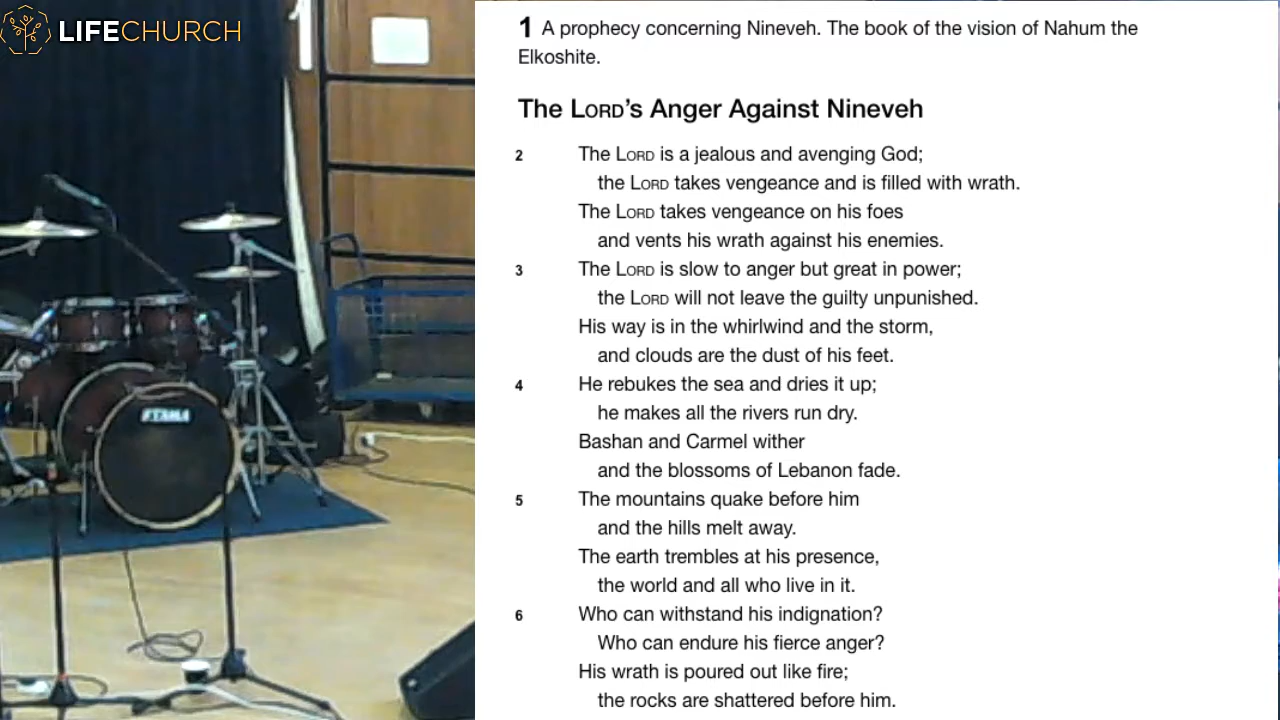 LIFECHURCH
1 A prophecy concerning Nineveh. The book of the vision of Nahum the
Elkoshite.
The LORD's Anger Against Nineveh
2 The LORD is a jealous and avenging God;
the LORD takes vengeance and is filled with wrath.
The LORD takes vengeance on his foes
and vents his wrath against his enemies.
3 The LORD is slow to anger but great in power;
the LORD will not leave the guilty unpunished.
His way is in the whirlwind and the storm,
and clouds are the dust of his feet.
4 He rebukes the sea and dries it up;
he makes all the rivers run dry.
Bashan and Carmel wither
and the blossoms of Lebanon fade.
5 The mountains quake before him
and the hills melt away.
The earth trembles at his presence,
the world and all who live in it.
6 Who can withstand his indignation?
Who can endure his fierce anger?
His wrath is poured out like fire;
the rocks are shattered before him.
TAMA